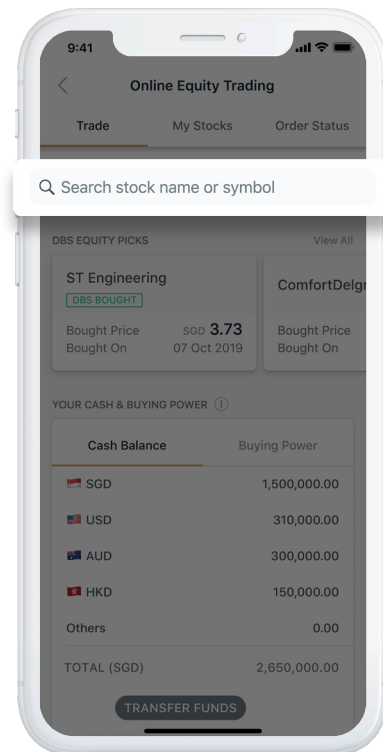 9:41
Online Equity Trading
Trade My Stocks Order Status
Search stock name or symbol
DBS EQUITY PICKS View All
ST Engineering
DBS BOUGHT
Bought Price SGD 3.73
Bought On 07 Oct 2019
ComfortDelgr
Bought Price
Bought On
YOUR CASH & BUYING POWER
Cash Balance Buying Power
SGD 1,500,000.00
USD 310,000.00
AUD 300,000.00
HKD 150,000.00
Others 0.00
TOTAL (SGD) 2,650,000.00
TRANSFER FUNDS